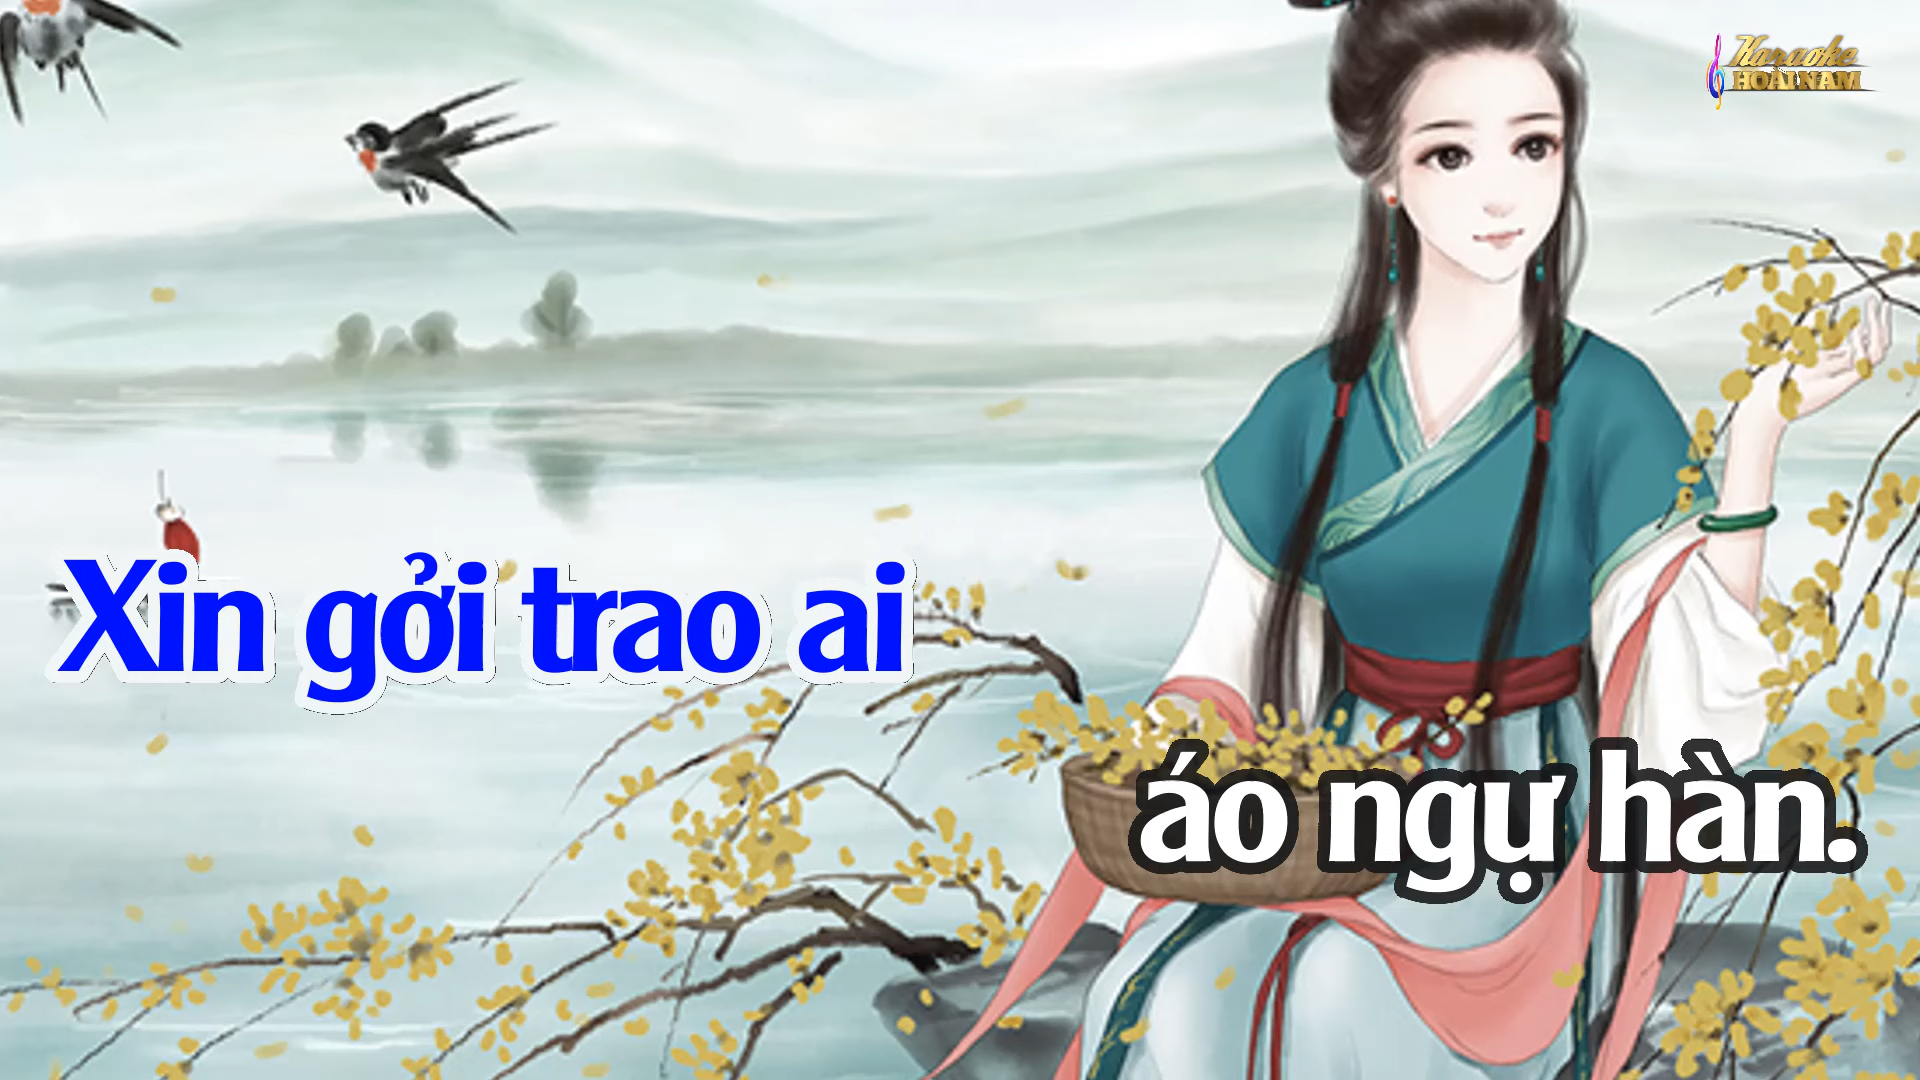 Karaoke
HOÀI NAM
Xin gởi trao ai
áo ngự hàn.